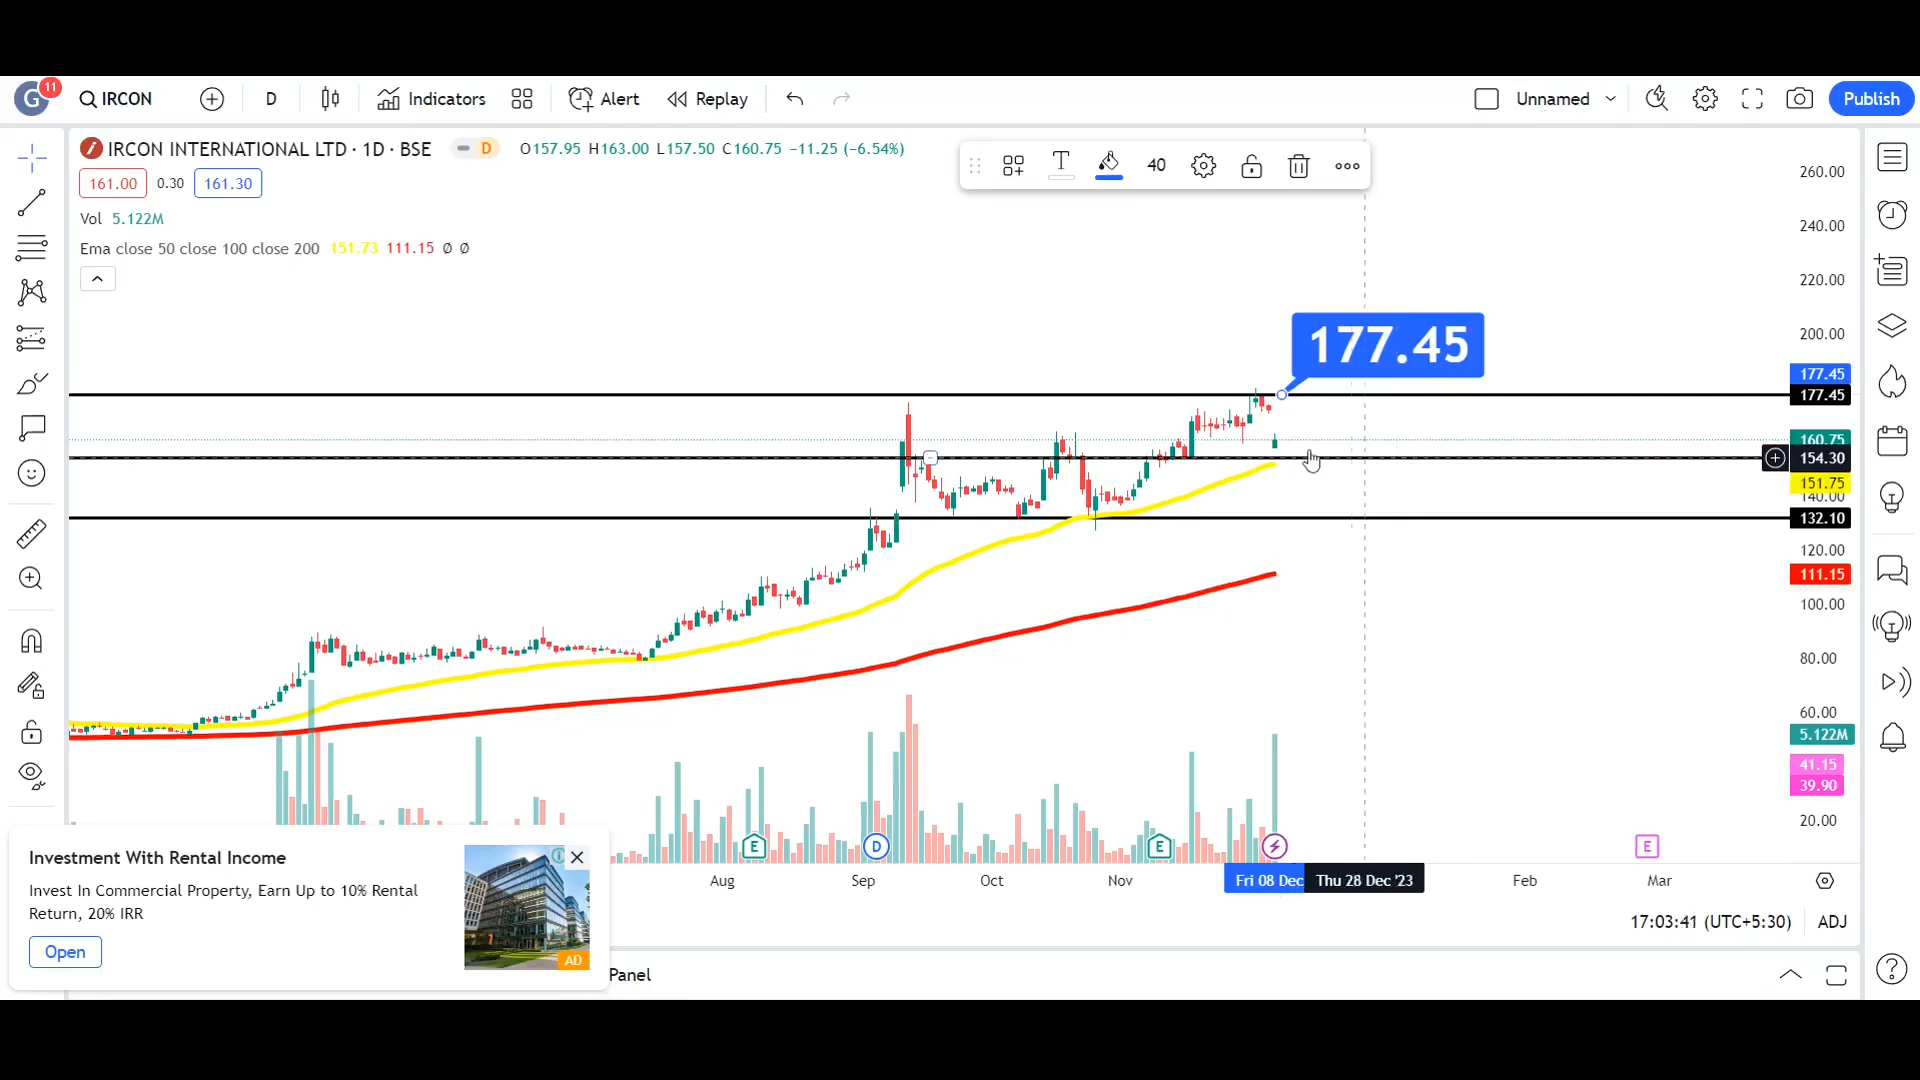 G 11 IRCON D Indicators Alert Replay Unnamed Publish
IRCON INTERNATIONAL LTD · 1D · BSE D O157.95 H163.00 L157.50 C160.75 −11.25 (−6.54%)
T 40
161.00 0.30 161.30
Vol 5.122M
Ema close 50 close 100 close 200 151.73 111.15 Ø Ø
260.00
240.00
220.00
200.00
177.45
177.45
177.45
160.75
154.30
151.75
140.00
132.10
120.00
111.15
100.00
80.00
60.00
5.122M
41.15
39.90
20.00
E D E E
Aug Sep Oct Nov Fri 08 Dec Thu 28 Dec '23 Feb Mar
17:03:41 (UTC+5:30) ADJ
Investment With Rental Income
Invest In Commercial Property, Earn Up to 10% Rental
Return, 20% IRR
Open
AD
Panel